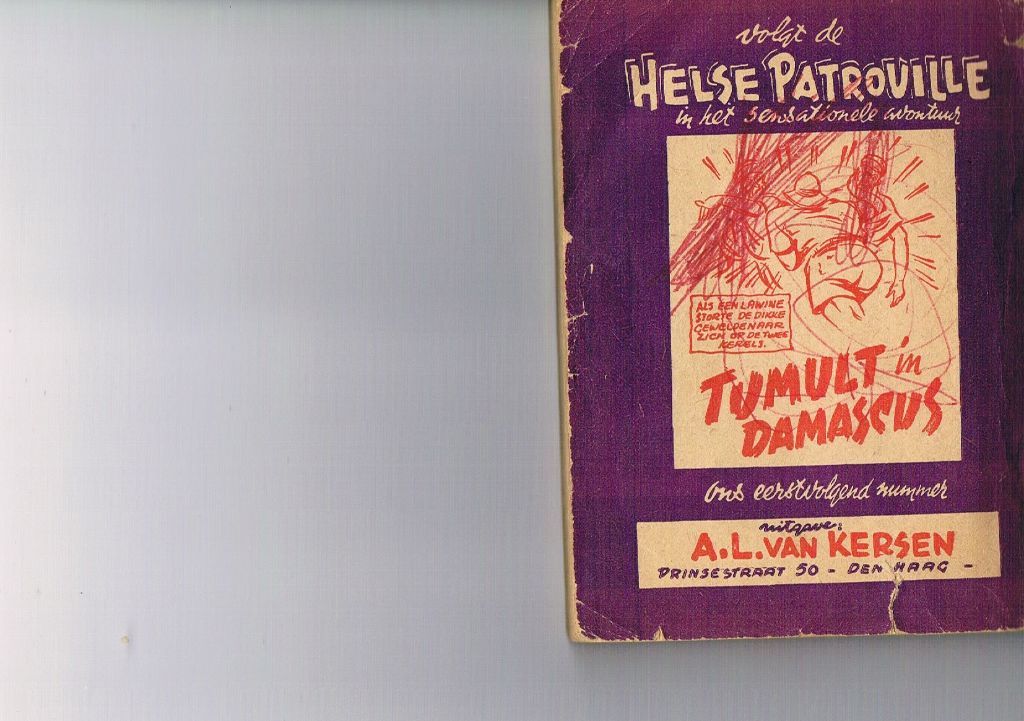 volgt de
HELSE PATROUILLE
in het sensationele avontuur
ALS EEN LAWINE
STORTE DE DIKKE
GEWELDENAAR
ZICH OP DE TWEE
KERELS.
TUMULT in
DAMASCUS
ons eerstvolgend nummer
uitgave:
A.L. VAN KERSEN
PRINSESTRAAT 50 - DEN HAAG -